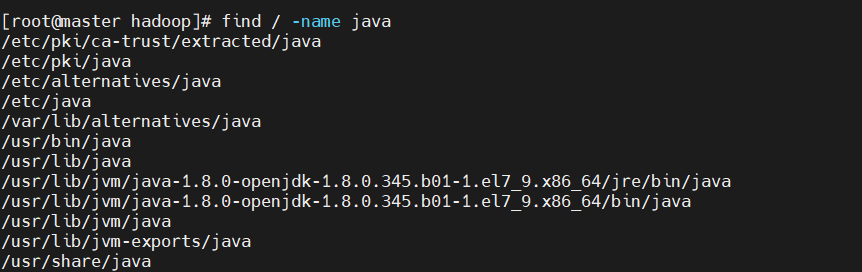 [root@master hadoop]# find / -name java
/etc/pki/ca-trust/extracted/java
/etc/pki/java
/etc/alternatives/java
/etc/java
/var/lib/alternatives/java
/usr/bin/java
/usr/lib/java
/usr/lib/jvm/java-1.8.0-openjdk-1.8.0.345.b01-1.el7_9.x86_64/jre/bin/java
/usr/lib/jvm/java-1.8.0-openjdk-1.8.0.345.b01-1.el7_9.x86_64/bin/java
/usr/lib/jvm/java
/usr/lib/jvm-exports/java
/usr/share/java